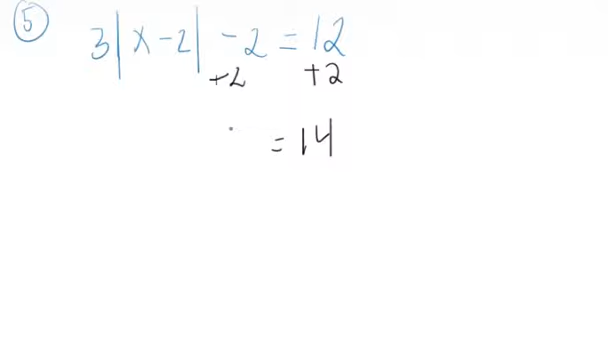 5
3|x-2| -2 = 12
+2 +2
= 14